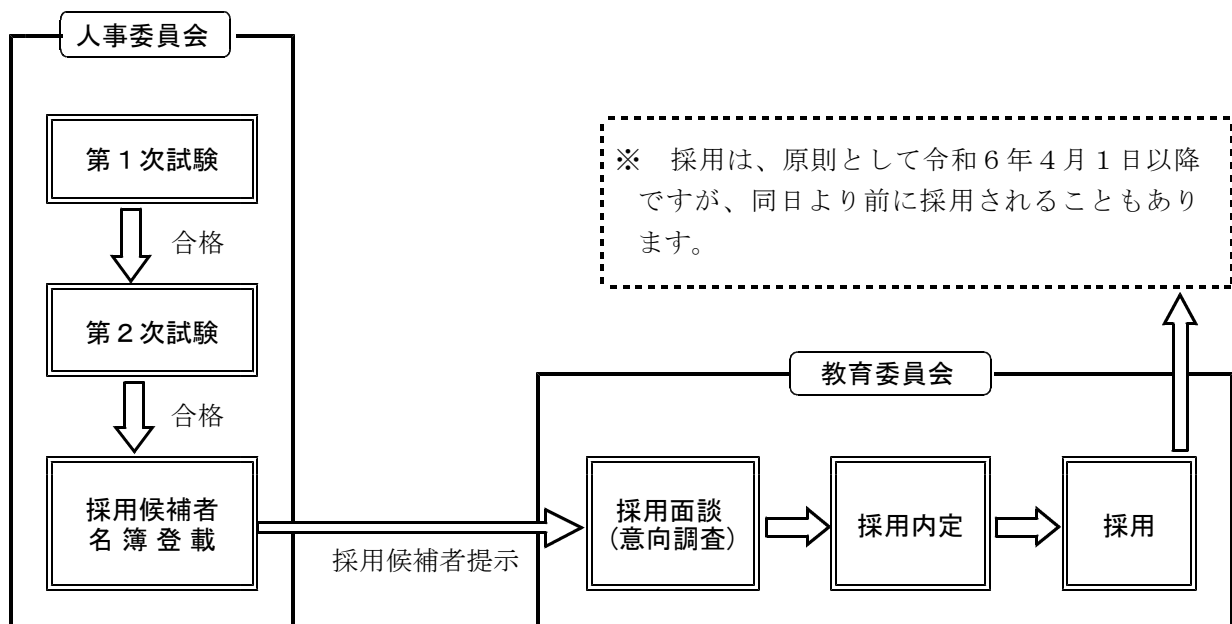 人事委員会
第１次試験
合格
第２次試験
合格
採用候補者
名簿登載
採用候補者提示
※　採用は、原則として令和６年４月１日以降
ですが、同日より前に採用されることもあり
ます。
教育委員会
採用面談
（意向調査）
採用内定
採用